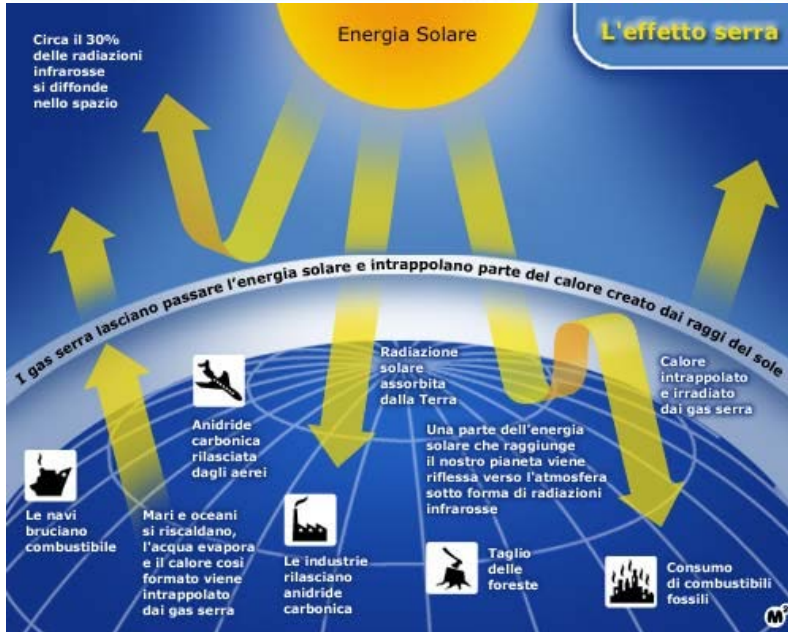 Energia Solare
L'effetto serra
Circa il 30%
delle radiazioni
infrarosse
si diffonde
nello spazio
I gas serra lasciano passare l'energia solare e intrappolano parte del calore creato dai raggi del sole
Radiazione
solare
assorbita
dalla Terra
Calore
intrappolato
e irradiato
dai gas serra
Anidride
carbonica
rilasciata
dagli aerei
Una parte dell'energia
solare che raggiunge
il nostro pianeta viene
riflessa verso l'atmosfera
sotto forma di radiazioni
infrarosse
Le navi
bruciano
combustibile
Mari e oceani
si riscaldano,
l'acqua evapora
e il calore cosi
formato viene
intrappolato
dai gas serra
Le industrie
rilasciano
anidride
carbonica
Taglio
delle
foreste
Consumo
di combustibili
fossili